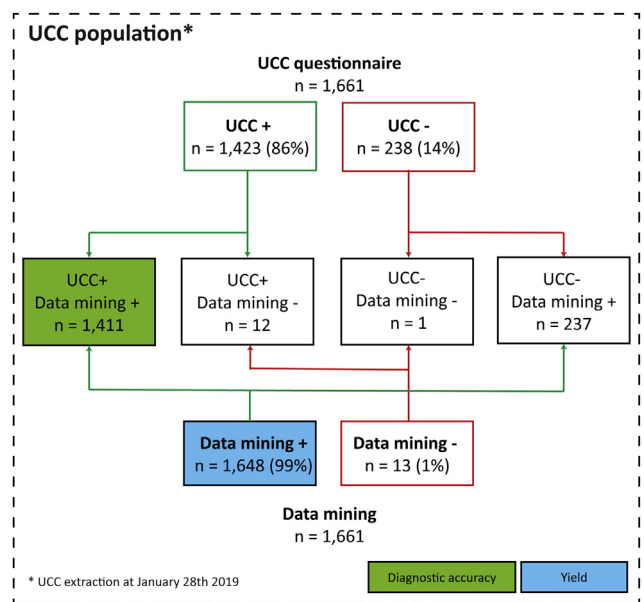 UCC population*
UCC questionnaire
n = 1,661
UCC +
n = 1,423 (86%)
UCC -
n = 238 (14%)
UCC+
Data mining +
n = 1,411
UCC+
Data mining -
n = 12
UCC-
Data mining -
n = 1
UCC-
Data mining +
n = 237
Data mining +
n = 1,648 (99%)
Data mining -
n = 13 (1%)
Data mining
n = 1,661
* UCC extraction at January 28th 2019
Diagnostic accuracy
Yield